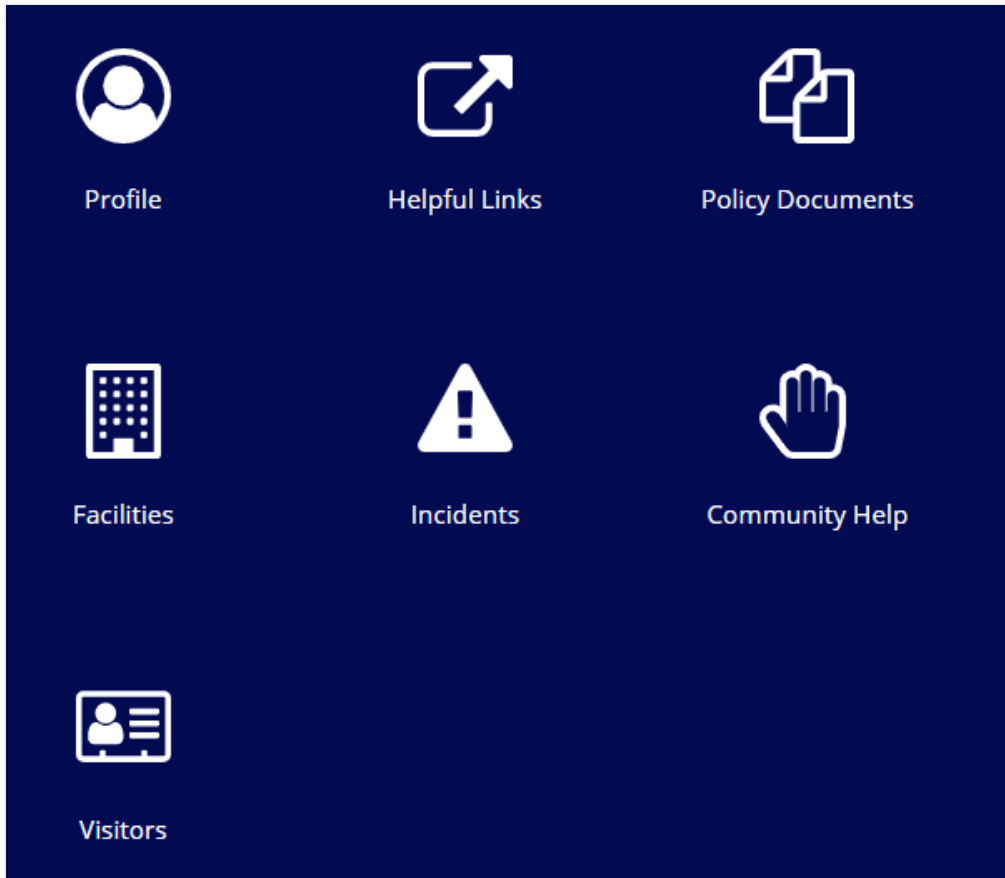 Profile
Helpful Links
Policy Documents
Facilities
Incidents
Community Help
Visitors